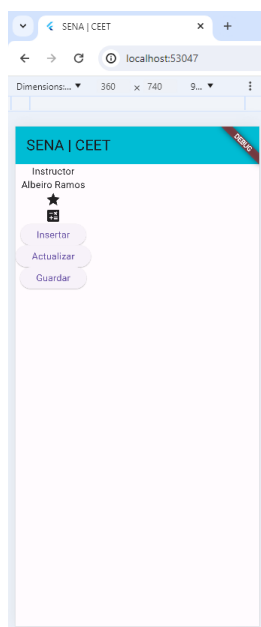 SENA | CEET
localhost:53047
Dimensions:... 360 x 740 9...
SENA | CEET
DEBUG
Instructor
Albeiro Ramos
Insertar
Actualizar
Guardar